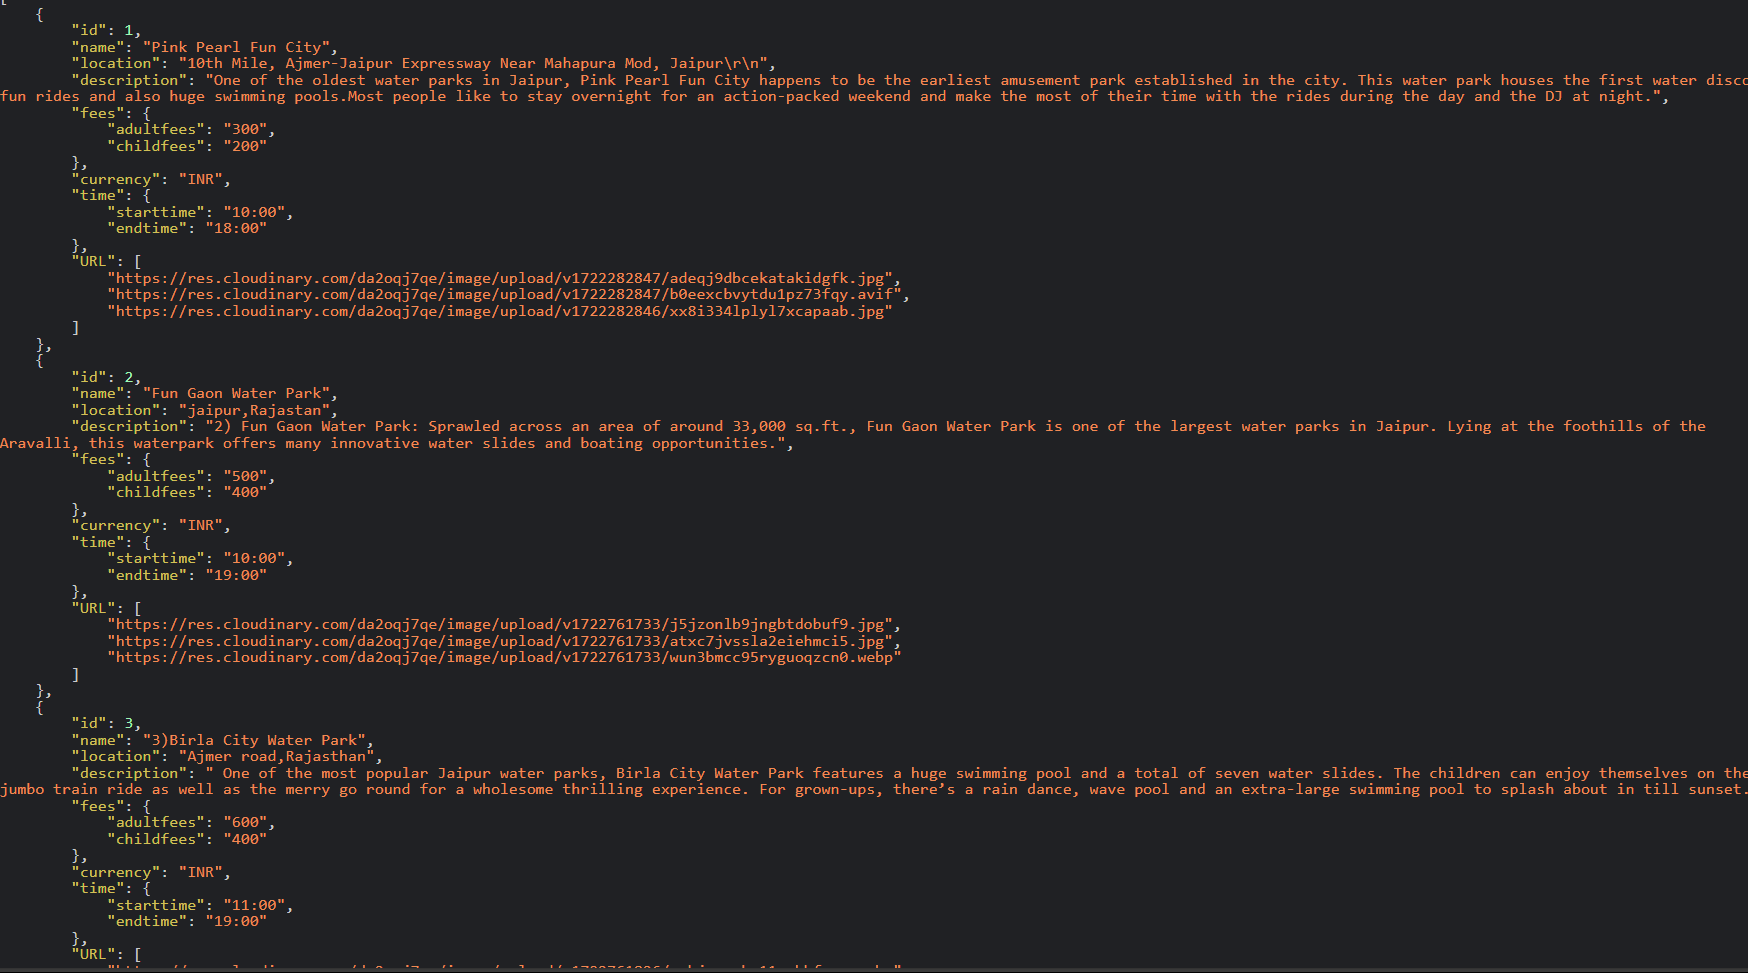 [
    {
        "id": 1,
        "name": "Pink Pearl Fun City",
        "location": "10th Mile, Ajmer-Jaipur Expressway Near Mahapura Mod, Jaipur\r\n",
        "description": "One of the oldest water parks in Jaipur, Pink Pearl Fun City happens to be the earliest amusement park established in the city. This water park houses the first water disco
fun rides and also huge swimming pools.Most people like to stay overnight for an action-packed weekend and make the most of their time with the rides during the day and the DJ at night.",
        "fees": {
            "adultfees": "300",
            "childfees": "200"
        },
        "currency": "INR",
        "time": {
            "starttime": "10:00",
            "endtime": "18:00"
        },
        "URL": [
            "https://res.cloudinary.com/da2oqj7qe/image/upload/v1722282847/adeqj9dbcekatakidgfk.jpg",
            "https://res.cloudinary.com/da2oqj7qe/image/upload/v1722282847/b0eexcbvytdu1pz73fqy.avif",
            "https://res.cloudinary.com/da2oqj7qe/image/upload/v1722282846/xx8i334lplyl7xcapaab.jpg"
        ]
    },
    {
        "id": 2,
        "name": "Fun Gaon Water Park",
        "location": "jaipur,Rajastan",
        "description": "2) Fun Gaon Water Park: Sprawled across an area of around 33,000 sq.ft., Fun Gaon Water Park is one of the largest water parks in Jaipur. Lying at the foothills of the
Aravalli, this waterpark offers many innovative water slides and boating opportunities.",
        "fees": {
            "adultfees": "500",
            "childfees": "400"
        },
        "currency": "INR",
        "time": {
            "starttime": "10:00",
            "endtime": "19:00"
        },
        "URL": [
            "https://res.cloudinary.com/da2oqj7qe/image/upload/v1722761733/j5jzonlb9jngbtdobuf9.jpg",
            "https://res.cloudinary.com/da2oqj7qe/image/upload/v1722761733/atxc7jvssla2eiehmci5.jpg",
            "https://res.cloudinary.com/da2oqj7qe/image/upload/v1722761733/wun3bmcc95ryguoqzcn0.webp"
        ]
    },
    {
        "id": 3,
        "name": "3)Birla City Water Park",
        "location": "Ajmer road,Rajasthan",
        "description": " One of the most popular Jaipur water parks, Birla City Water Park features a huge swimming pool and a total of seven water slides. The children can enjoy themselves on the
jumbo train ride as well as the merry go round for a wholesome thrilling experience. For grown-ups, there’s a rain dance, wave pool and an extra-large swimming pool to splash about in till sunset.
        "fees": {
            "adultfees": "600",
            "childfees": "400"
        },
        "currency": "INR",
        "time": {
            "starttime": "11:00",
            "endtime": "19:00"
        },
        "URL": [